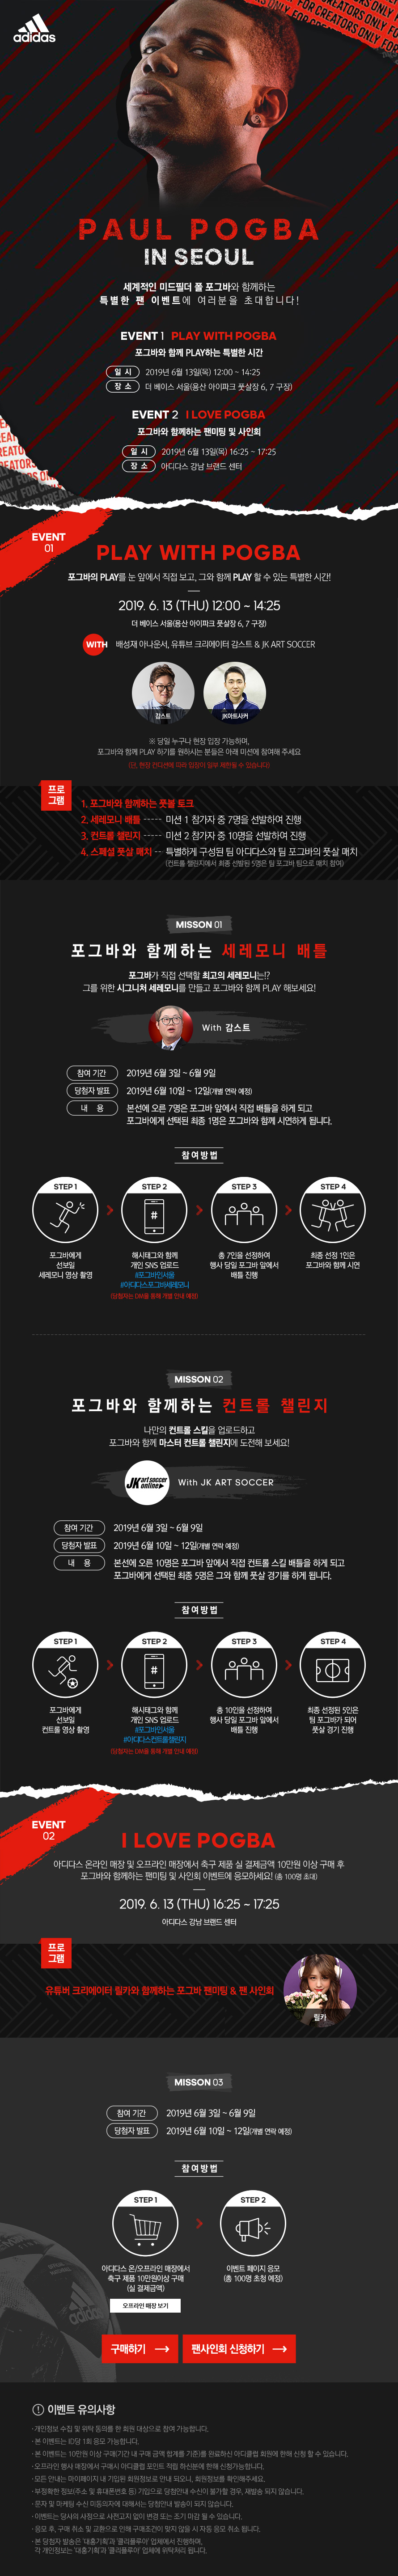 adidas
FOR CREATORS ONLY
PAUL POGBA
IN SEOUL
세계적인 미드필더 폴 포그바와 함께하는
특별한 팬 이벤트에 여러분을 초대합니다!
EVENT 1 PLAY WITH POGBA
포그바와 함께 PLAY하는 특별한 시간
일 시 2019년 6월 13일(목) 12:00 ~ 14:25
장 소 더 베이스 서울(용산 아이파크 풋살장 6, 7 구장)
EVENT 2 I LOVE POGBA
포그바와 함께하는 팬미팅 및 사인회
일 시 2019년 6월 13일(목) 16:25 ~ 17:25
장 소 아디다스 강남 브랜드 센터
EVENT
01
PLAY WITH POGBA
포그바의 PLAY를 눈 앞에서 직접 보고, 그와 함께 PLAY 할 수 있는 특별한 시간!
2019. 6. 13 (THU) 12:00 ~ 14:25
더 베이스 서울(용산 아이파크 풋살장 6, 7 구장)
WITH 배성재 아나운서, 유튜브 크리에이터 감스트 & JK ART SOCCER
감스트
JK아트사커
※ 당일 누구나 현장 입장 가능하며,
포그바와 함께 PLAY 하기를 원하시는 분들은 아래 미션에 참여해 주세요
(단, 현장 컨디션에 따라 입장이 일부 제한될 수 있습니다)
프로
그램
1. 포그바와 함께하는 풋볼 토크
2. 세레모니 배틀 ----- 미션 1 참가자 중 7명을 선발하여 진행
3. 컨트롤 챌린지 ----- 미션 2 참가자 중 10명을 선발하여 진행
4. 스페셜 풋살 매치 -- 특별하게 구성된 팀 아디다스와 팀 포그바의 풋살 매치
(컨트롤 챌린지에서 최종 선발된 5명은 팀 포그바 팀으로 매치 참여)
MISSON 01
포그바와 함께하는 세레모니 배틀
포그바가 직접 선택할 최고의 세레모니는!?
그를 위한 시그니처 세레모니를 만들고 포그바와 함께 PLAY 해보세요!
With 감스트
참여 기간 2019년 6월 3일 ~ 6월 9일
당첨자 발표 2019년 6월 10일 ~ 12일(개별 연락 예정)
내 용 본선에 오른 7명은 포그바 앞에서 직접 배틀을 하게 되고
포그바에게 선택된 최종 1명은 포그바와 함께 시연하게 됩니다.
참여방법
STEP 1
포그바에게
선보일
세레모니 영상 촬영
STEP 2
#
해시태그와 함께
개인 SNS 업로드
#포그바인서울
#아디다스포그바세레모니
(당첨자는 DM을 통해 개별 안내 예정)
STEP 3
총 7인을 선정하여
행사 당일 포그바 앞에서
배틀 진행
STEP 4
최종 선정 1인은
포그바와 함께 시연
MISSON 02
포그바와 함께하는 컨트롤 챌린지
나만의 컨트롤 스킬을 업로드하고
포그바와 함께 마스터 컨트롤 챌린지에 도전해 보세요!
JK art soccer online
With JK ART SOCCER
참여 기간 2019년 6월 3일 ~ 6월 9일
당첨자 발표 2019년 6월 10일 ~ 12일(개별 연락 예정)
내 용 본선에 오른 10명은 포그바 앞에서 직접 컨트롤 스킬 배틀을 하게 되고
포그바에게 선택된 최종 5명은 그와 함께 풋살 경기를 하게 됩니다.
참여방법
STEP 1
포그바에게
선보일
컨트롤 영상 촬영
STEP 2
#
해시태그와 함께
개인 SNS 업로드
#포그바인서울
#아디다스컨트롤챌린지
(당첨자는 DM을 통해 개별 안내 예정)
STEP 3
총 10인을 선정하여
행사 당일 포그바 앞에서
배틀 진행
STEP 4
최종 선정된 5인은
팀 포그바가 되어
풋살 경기 진행
EVENT
02
I LOVE POGBA
아디다스 온라인 매장 및 오프라인 매장에서 축구 제품 실 결제금액 10만원 이상 구매 후
포그바와 함께하는 팬미팅 및 사인회 이벤트에 응모하세요! (총 100명 초대)
2019. 6. 13 (THU) 16:25 ~ 17:25
아디다스 강남 브랜드 센터
프로
그램
유튜버 크리에이터 릴카와 함께하는 포그바 팬미팅 & 팬 사인회
릴카
MISSON 03
참여 기간 2019년 6월 3일 ~ 6월 9일
당첨자 발표 2019년 6월 10일 ~ 12일(개별 연락 예정)
참여방법
STEP 1
아디다스 온/오프라인 매장에서
축구 제품 10만원이상 구매
(실 결제금액)
오프라인 매장 보기
STEP 2
이벤트 페이지 응모
(총 100명 초청 예정)
adidas
구매하기
팬사인회 신청하기
이벤트 유의사항
· 개인정보 수집 및 위탁 동의를 한 회원 대상으로 참여 가능합니다.
· 본 이벤트는 ID당 1회 응모 가능합니다.
· 본 이벤트는 10만원 이상 구매(기간 내 구매 금액 합계를 기준)를 완료하신 아디클럽 회원에 한해 신청 할 수 있습니다.
· 오프라인 행사 매장에서 구매시 아디클럽 포인트 적립 하신분에 한해 신청가능합니다.
· 모든 안내는 마이페이지 내 기입된 회원정보로 안내 되오니, 회원정보를 확인해주세요.
· 부정확한 정보(주소 및 휴대폰번호 등) 기입으로 당첨안내 수신이 불가할 경우, 재발송 되지 않습니다.
· 문자 및 마케팅 수신 미동의자에 대해서는 당첨안내 발송이 되지 않습니다.
· 이벤트는 당사의 사정으로 사전고지 없이 변경 또는 조기 마감 될 수 있습니다.
· 응모 후, 구매 취소 및 교환으로 인해 구매조건이 맞지 않을 시 자동 응모 취소 됩니다.
· 본 당첨자 발송은 '대홍기획'과 '클리블루아' 업체에서 진행하며,
각 개인정보는 '대홍기획'과 '클리블루아' 업체에 위탁처리 됩니다.